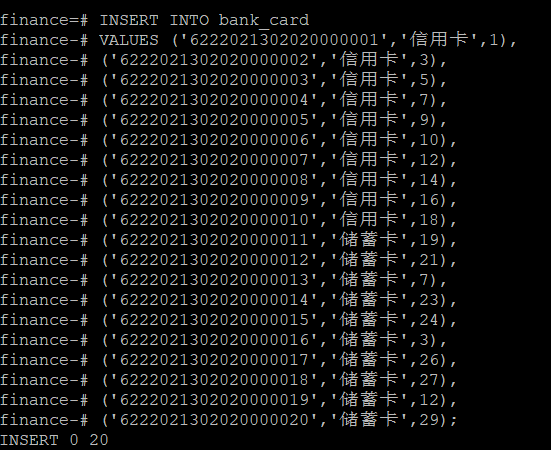 finance=# INSERT INTO bank_card
finance-# VALUES ('6222021302020000001','信用卡',1),
finance-# ('6222021302020000002','信用卡',3),
finance-# ('6222021302020000003','信用卡',5),
finance-# ('6222021302020000004','信用卡',7),
finance-# ('6222021302020000005','信用卡',9),
finance-# ('6222021302020000006','信用卡',10),
finance-# ('6222021302020000007','信用卡',12),
finance-# ('6222021302020000008','信用卡',14),
finance-# ('6222021302020000009','信用卡',16),
finance-# ('6222021302020000010','信用卡',18),
finance-# ('6222021302020000011','储蓄卡',19),
finance-# ('6222021302020000012','储蓄卡',21),
finance-# ('6222021302020000013','储蓄卡',7),
finance-# ('6222021302020000014','储蓄卡',23),
finance-# ('6222021302020000015','储蓄卡',24),
finance-# ('6222021302020000016','储蓄卡',3),
finance-# ('6222021302020000017','储蓄卡',26),
finance-# ('6222021302020000018','储蓄卡',27),
finance-# ('6222021302020000019','储蓄卡',12),
finance-# ('6222021302020000020','储蓄卡',29);
INSERT 0 20